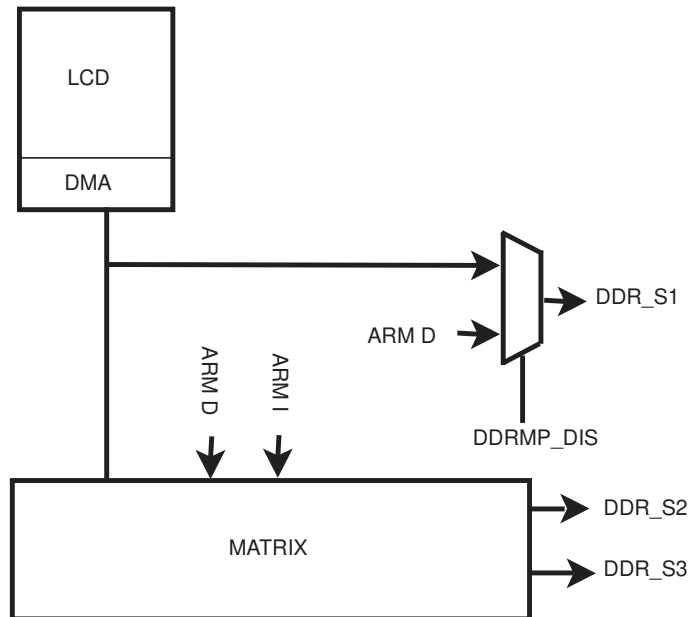 LCD
DMA
DDR_S1
ARM D
ARM D
ARM I
DDRMP_DIS
DDR_S2
MATRIX
DDR_S3